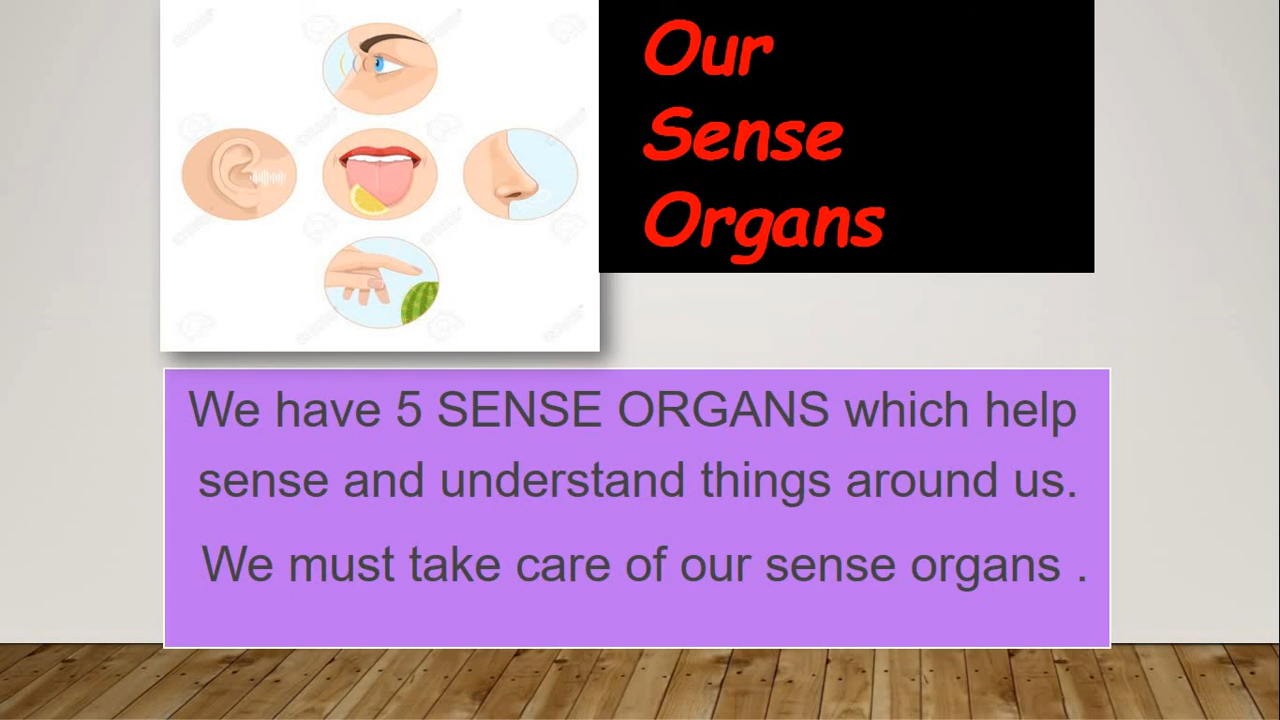 Our
Sense
Organs
We have 5 SENSE ORGANS which help
sense and understand things around us.
We must take care of our sense organs .